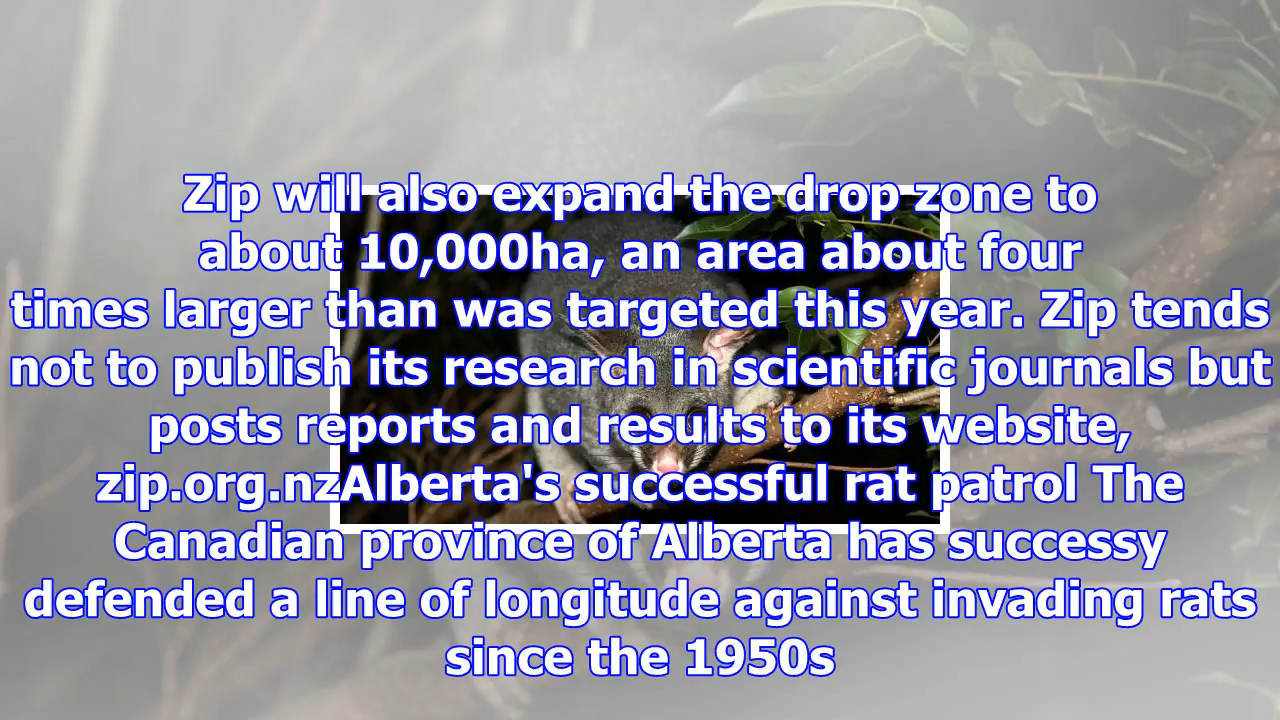 Zip will also expand the drop zone to
about 10,000ha, an area about four
times larger than was targeted this year. Zip tends
not to publish its research in scientific journals but
posts reports and results to its website,
zip.org.nzAlberta's successful rat patrol The
Canadian province of Alberta has successy
defended a line of longitude against invading rats
since the 1950s